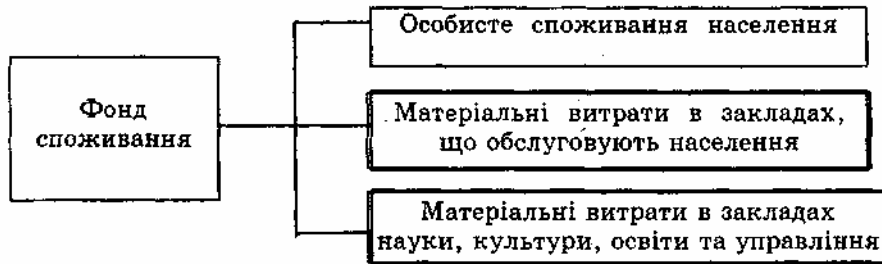 Особисте споживання населення
Фонд
споживання
Матеріальні витрати в закладах,
що обслуговують населення
Матеріальні витрати в закладах
науки, культури, освіти та управління